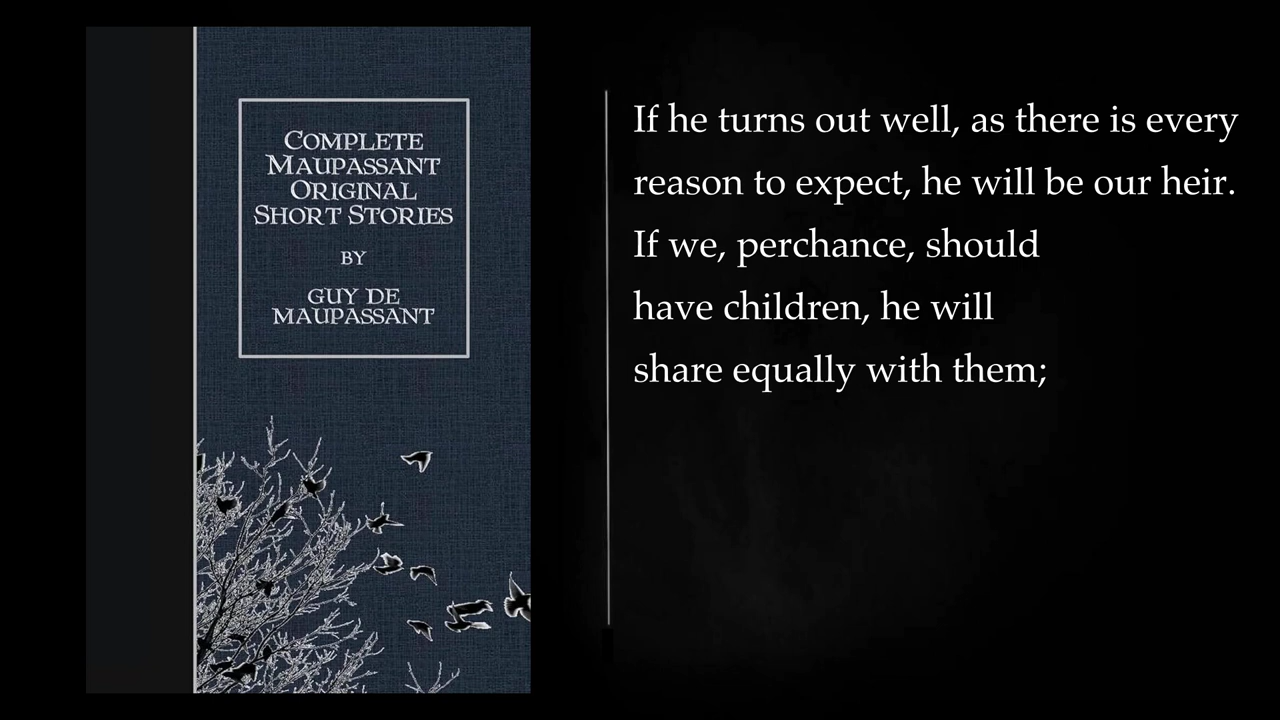 COMPLETE
MAUPASSANT
ORIGINAL
SHORT STORIES
BY
GUY DE
MAUPASSANT
If he turns out well, as there is every
reason to expect, he will be our heir.
If we, perchance, should
have children, he will
share equally with them;